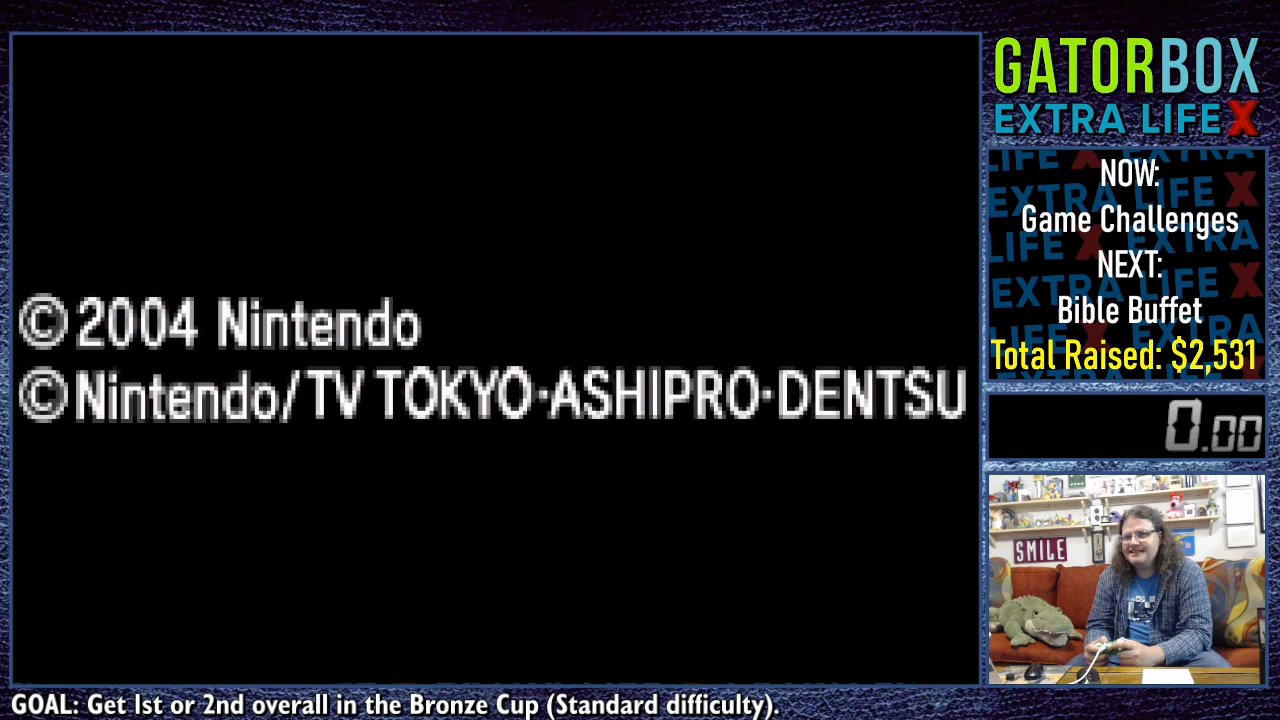 © 2004 Nintendo
© Nintendo/TV TOKYO·ASHIPRO·DENTSU
GATORBOX
EXTRA LIFE X
NOW:
Game Challenges
NEXT:
Bible Buffet
Total Raised: $2,531
0.00
SMILE
GOAL: Get 1st or 2nd overall in the Bronze Cup (Standard difficulty).